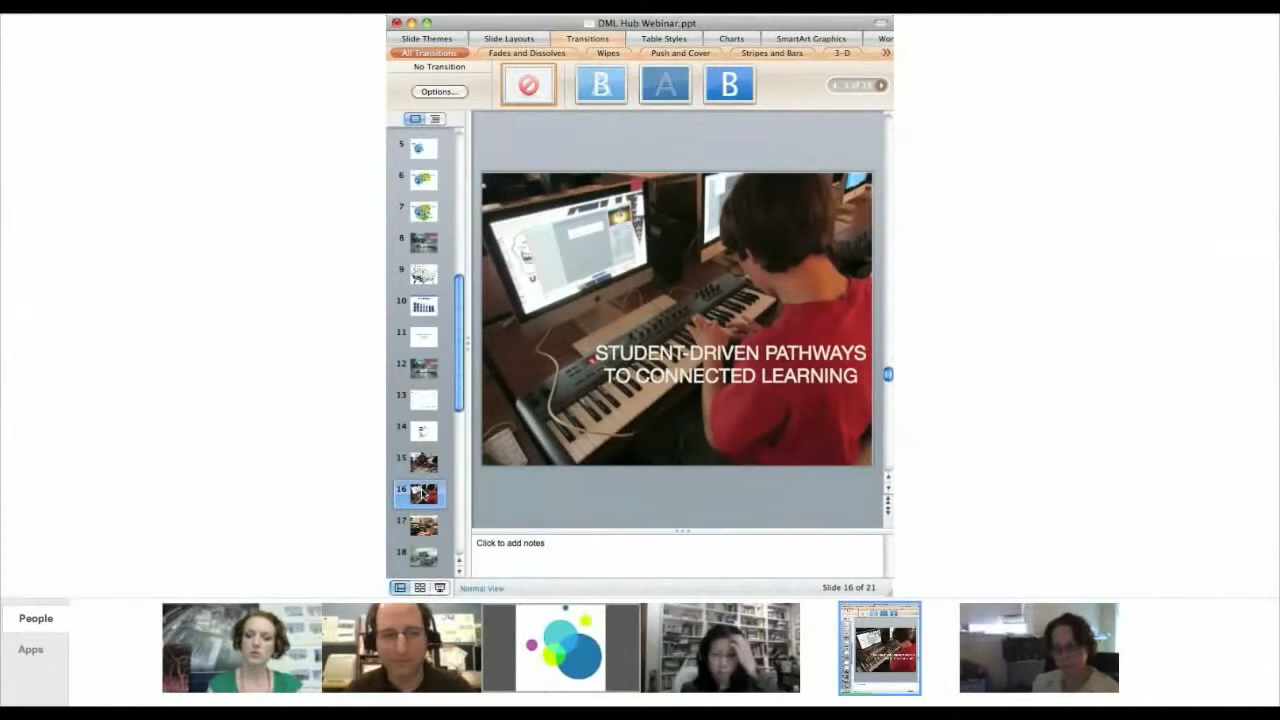 DML Hub Webinar.ppt
Slide Themes Slide Layouts Transitions Table Styles Charts SmartArt Graphics Wor
All Transitions Fades and Dissolves Wipes Push and Cover Stripes and Bars 3-D
No Transition
Options...
B A B
5
6
7
8
9
10
11
12
13
14
15
16
17
18
STUDENT-DRIVEN PATHWAYS
TO CONNECTED LEARNING
Click to add notes
Normal View
Slide 16 of 21
People
Apps